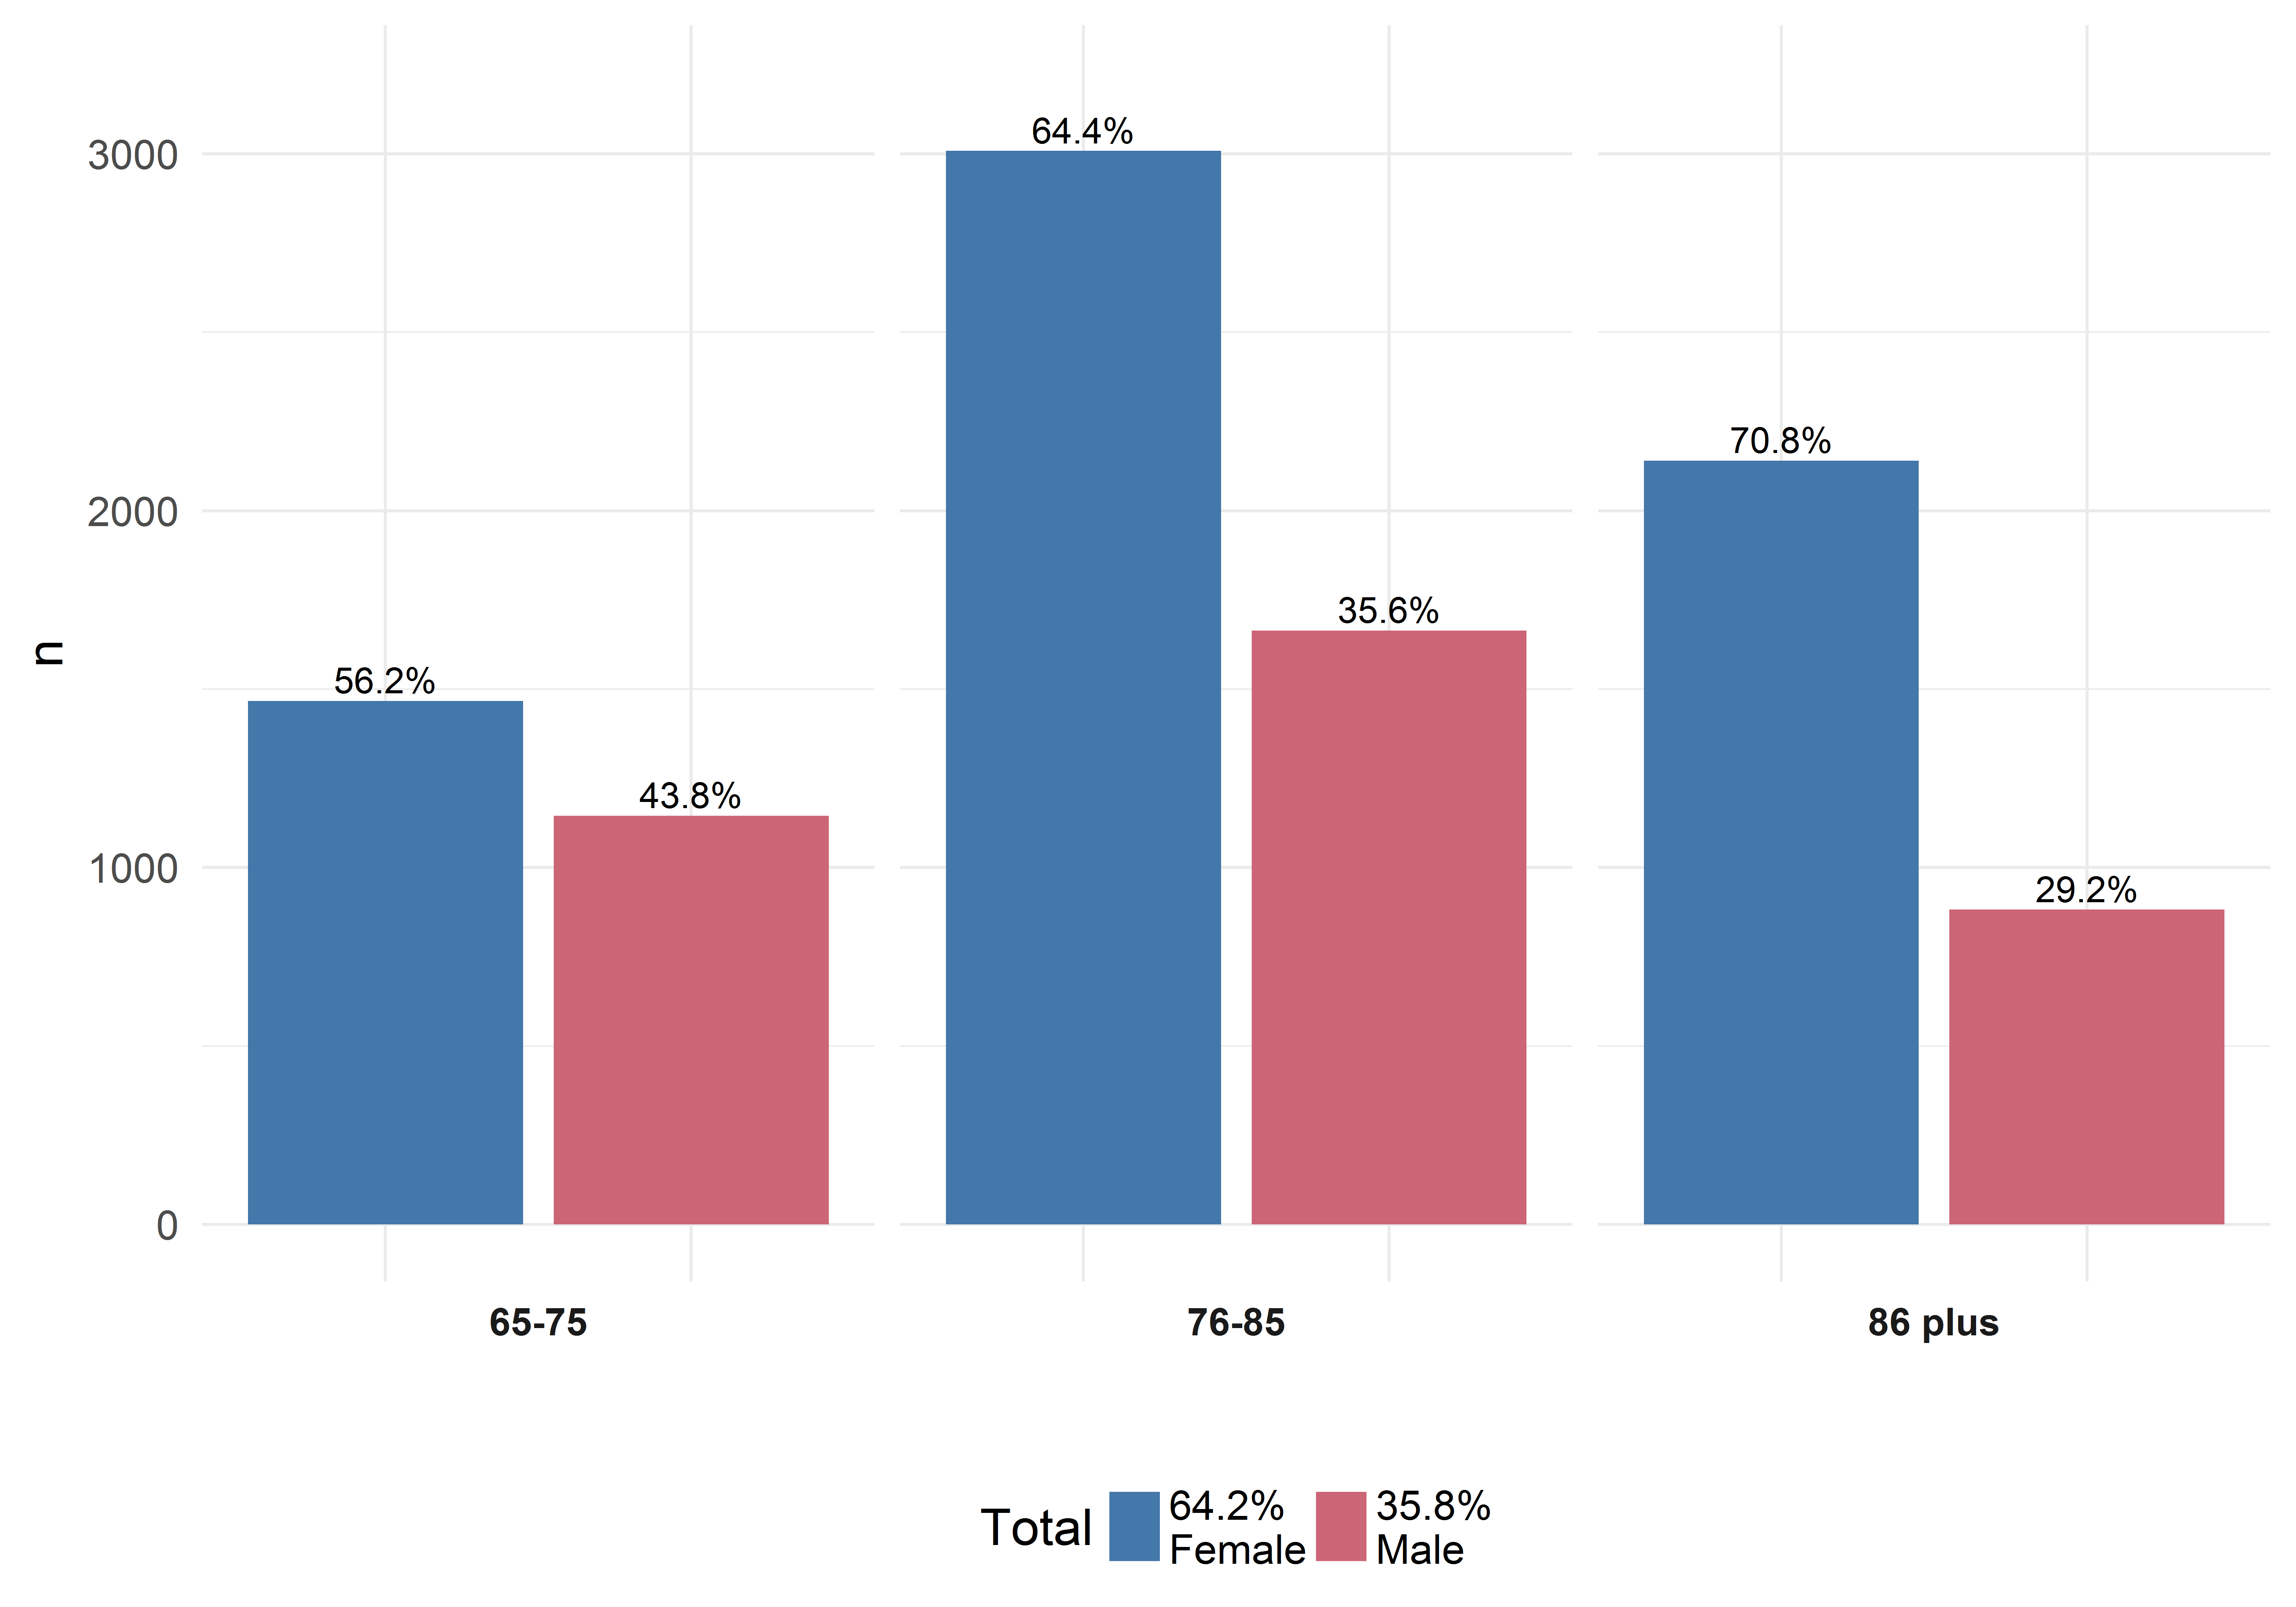 n
3000
2000
1000
0
56.2%
43.8%
64.4%
35.6%
70.8%
29.2%
65-75
76-85
86 plus
Total
64.2%
Female
35.8%
Male